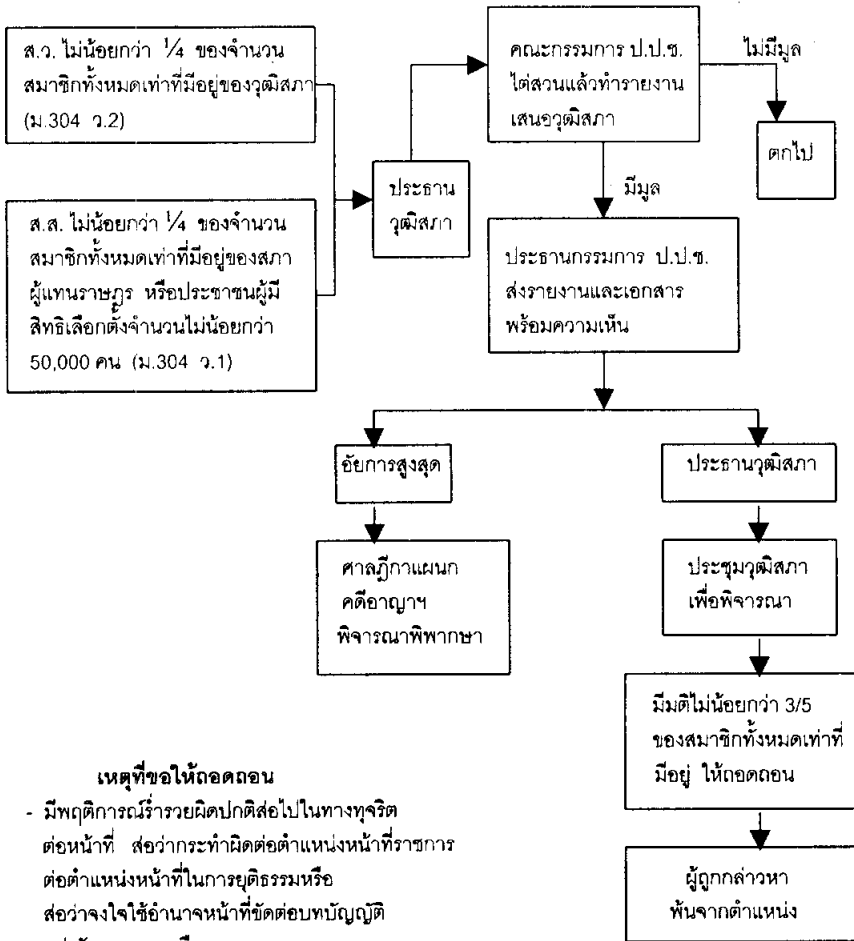 ส.ว. ไม่น้อยกว่า ¼ ของจำนวน
สมาชิกทั้งหมดเท่าที่มีอยู่ของวุฒิสภา
(ม.304 ว.2)
ส.ส. ไม่น้อยกว่า ¼ ของจำนวน
สมาชิกทั้งหมดเท่าที่มีอยู่ของสภา
ผู้แทนราษฎร หรือประชาชนผู้มี
สิทธิเลือกตั้งจำนวนไม่น้อยกว่า
50,000 คน (ม.304 ว.1)
ประธาน
วุฒิสภา
คณะกรรมการ ป.ป.ช.
ไต่สวนแล้วทำรายงาน
เสนอวุฒิสภา
ไม่มีมูล
ตกไป
มีมูล
ประธานกรรมการ ป.ป.ช.
ส่งรายงานและเอกสาร
พร้อมความเห็น
อัยการสูงสุด
ศาลฎีกาแผนก
คดีอาญาฯ
พิจารณาพิพากษา
ประธานวุฒิสภา
ประชุมวุฒิสภา
เพื่อพิจารณา
มีมติไม่น้อยกว่า 3/5
ของสมาชิกทั้งหมดเท่าที่
มีอยู่ ให้ถอดถอน
ผู้ถูกกล่าวหา
พ้นจากตำแหน่ง
เหตุที่ขอให้ถอดถอน
- มีพฤติการณ์ร่ำรวยผิดปกติส่อไปในทางทุจริต
ต่อหน้าที่ ส่อว่ากระทำผิดต่อตำแหน่งหน้าที่ราชการ
ต่อตำแหน่งหน้าที่ในการยุติธรรมหรือ
ส่อว่าจงใจใช้อำนาจหน้าที่ขัดต่อบทบัญญัติ